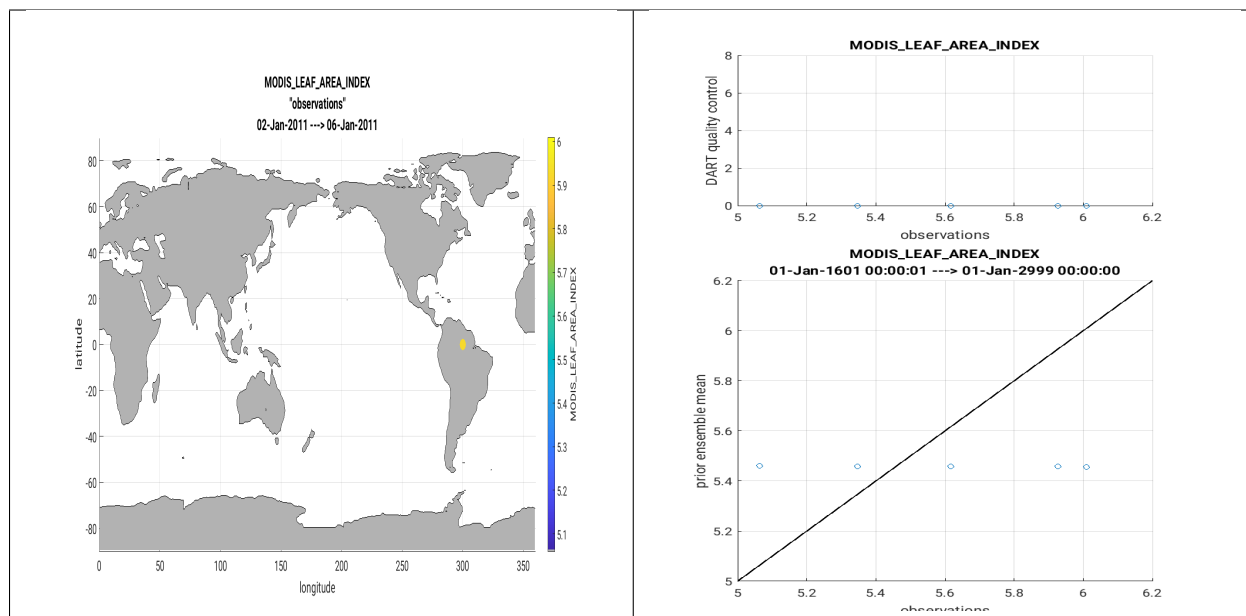 MODIS_LEAF_AREA_INDEX
"observations"
02-Jan-2011 ---> 06-Jan-2011
80
60
40
20
0
-20
-40
-60
-80
latitude
0 50 100 150 200 250 300 350
longitude
6
5.9
5.8
5.7
5.6
5.5
5.4
5.3
5.2
5.1
MODIS_LEAF_AREA_INDEX
MODIS_LEAF_AREA_INDEX
8
6
4
2
0
DART quality control
5 5.2 5.4 5.6 5.8 6 6.2
observations
MODIS_LEAF_AREA_INDEX
01-Jan-1601 00:00:01 ---> 01-Jan-2999 00:00:00
6.2
6
5.8
5.6
5.4
5.2
5
prior ensemble mean
5 5.2 5.4 5.6 5.8 6 6.2
observations